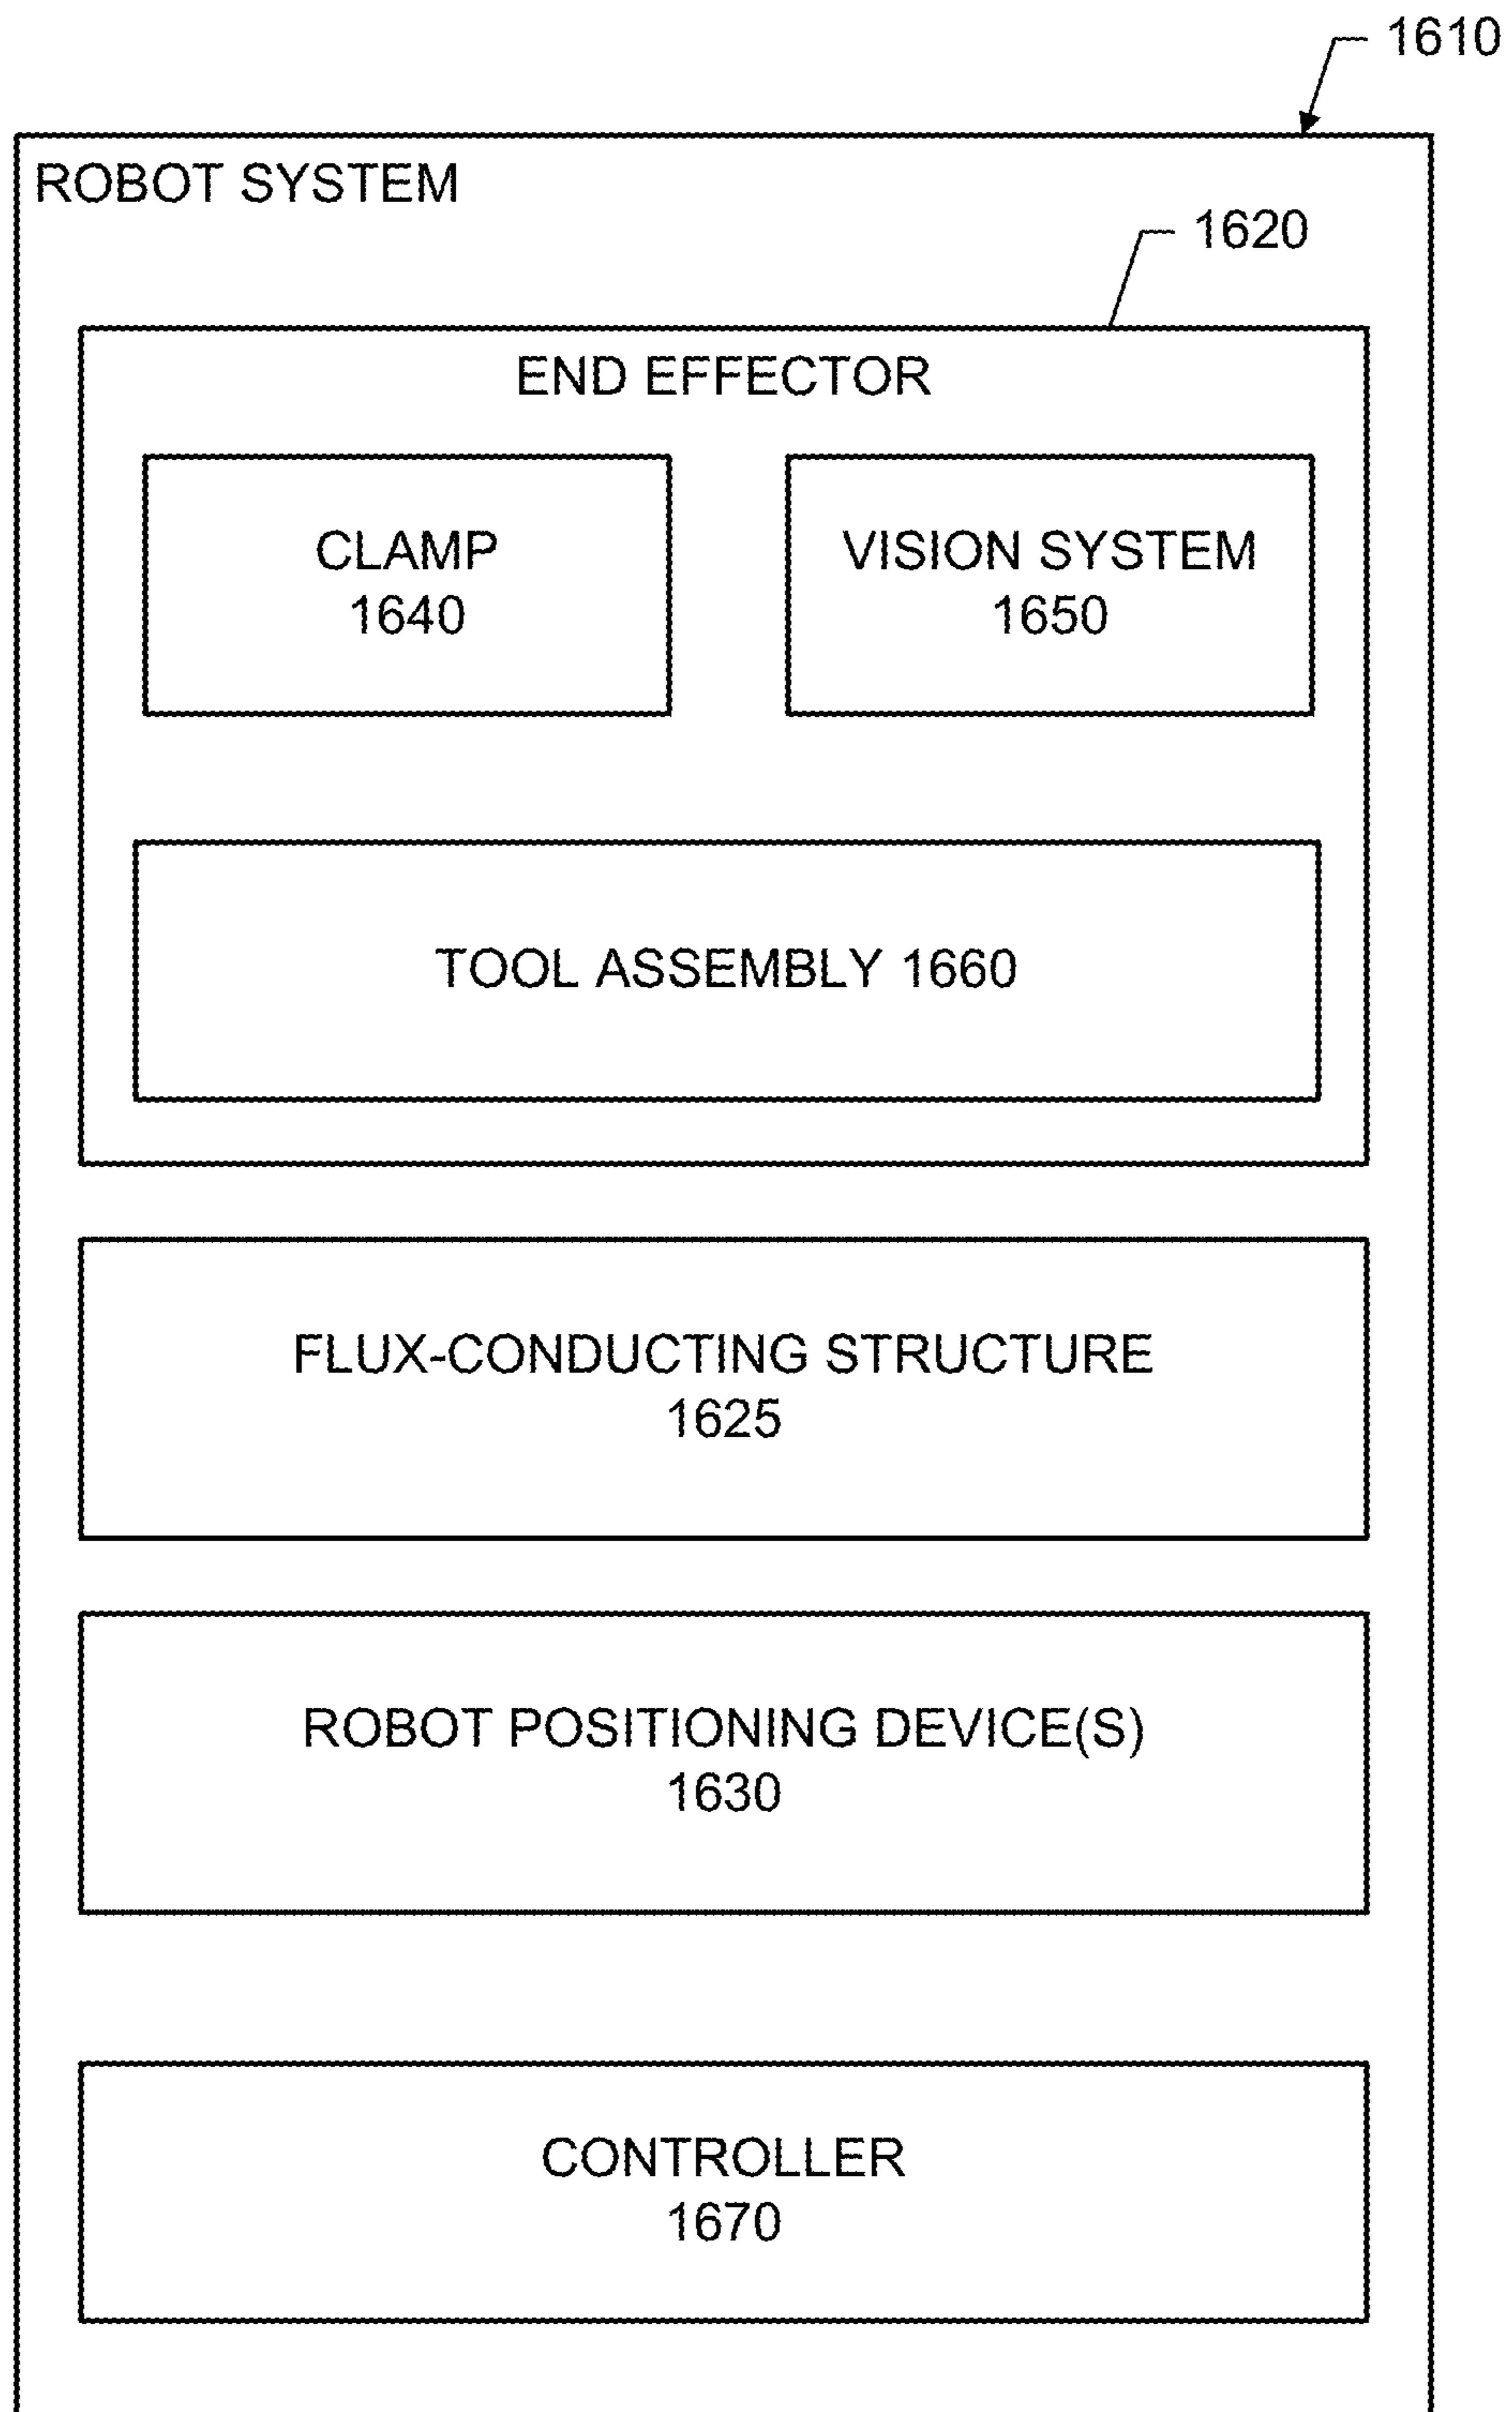 1610
ROBOT SYSTEM
1620
END EFFECTOR
CLAMP
1640
VISION SYSTEM
1650
TOOL ASSEMBLY 1660
FLUX-CONDUCTING STRUCTURE
1625
ROBOT POSITIONING DEVICE(S)
1630
CONTROLLER
1670